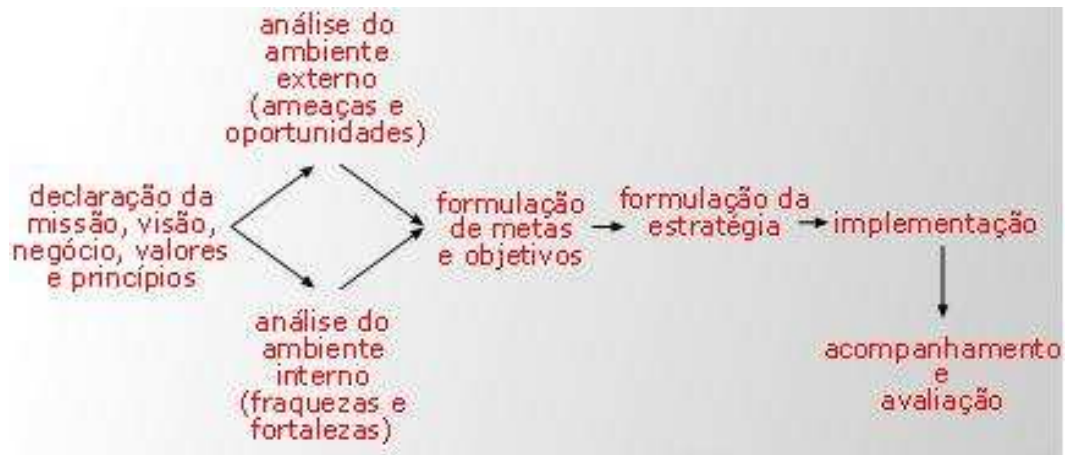 análise do
ambiente
externo
(ameaças e
oportunidades)
declaração da
missão, visão,
negócio, valores
e princípios
análise do
ambiente
interno
(fraquezas e
fortalezas)
formulação
de metas
e objetivos
formulação da
estratégia
implementação
acompanhamento
e
avaliação